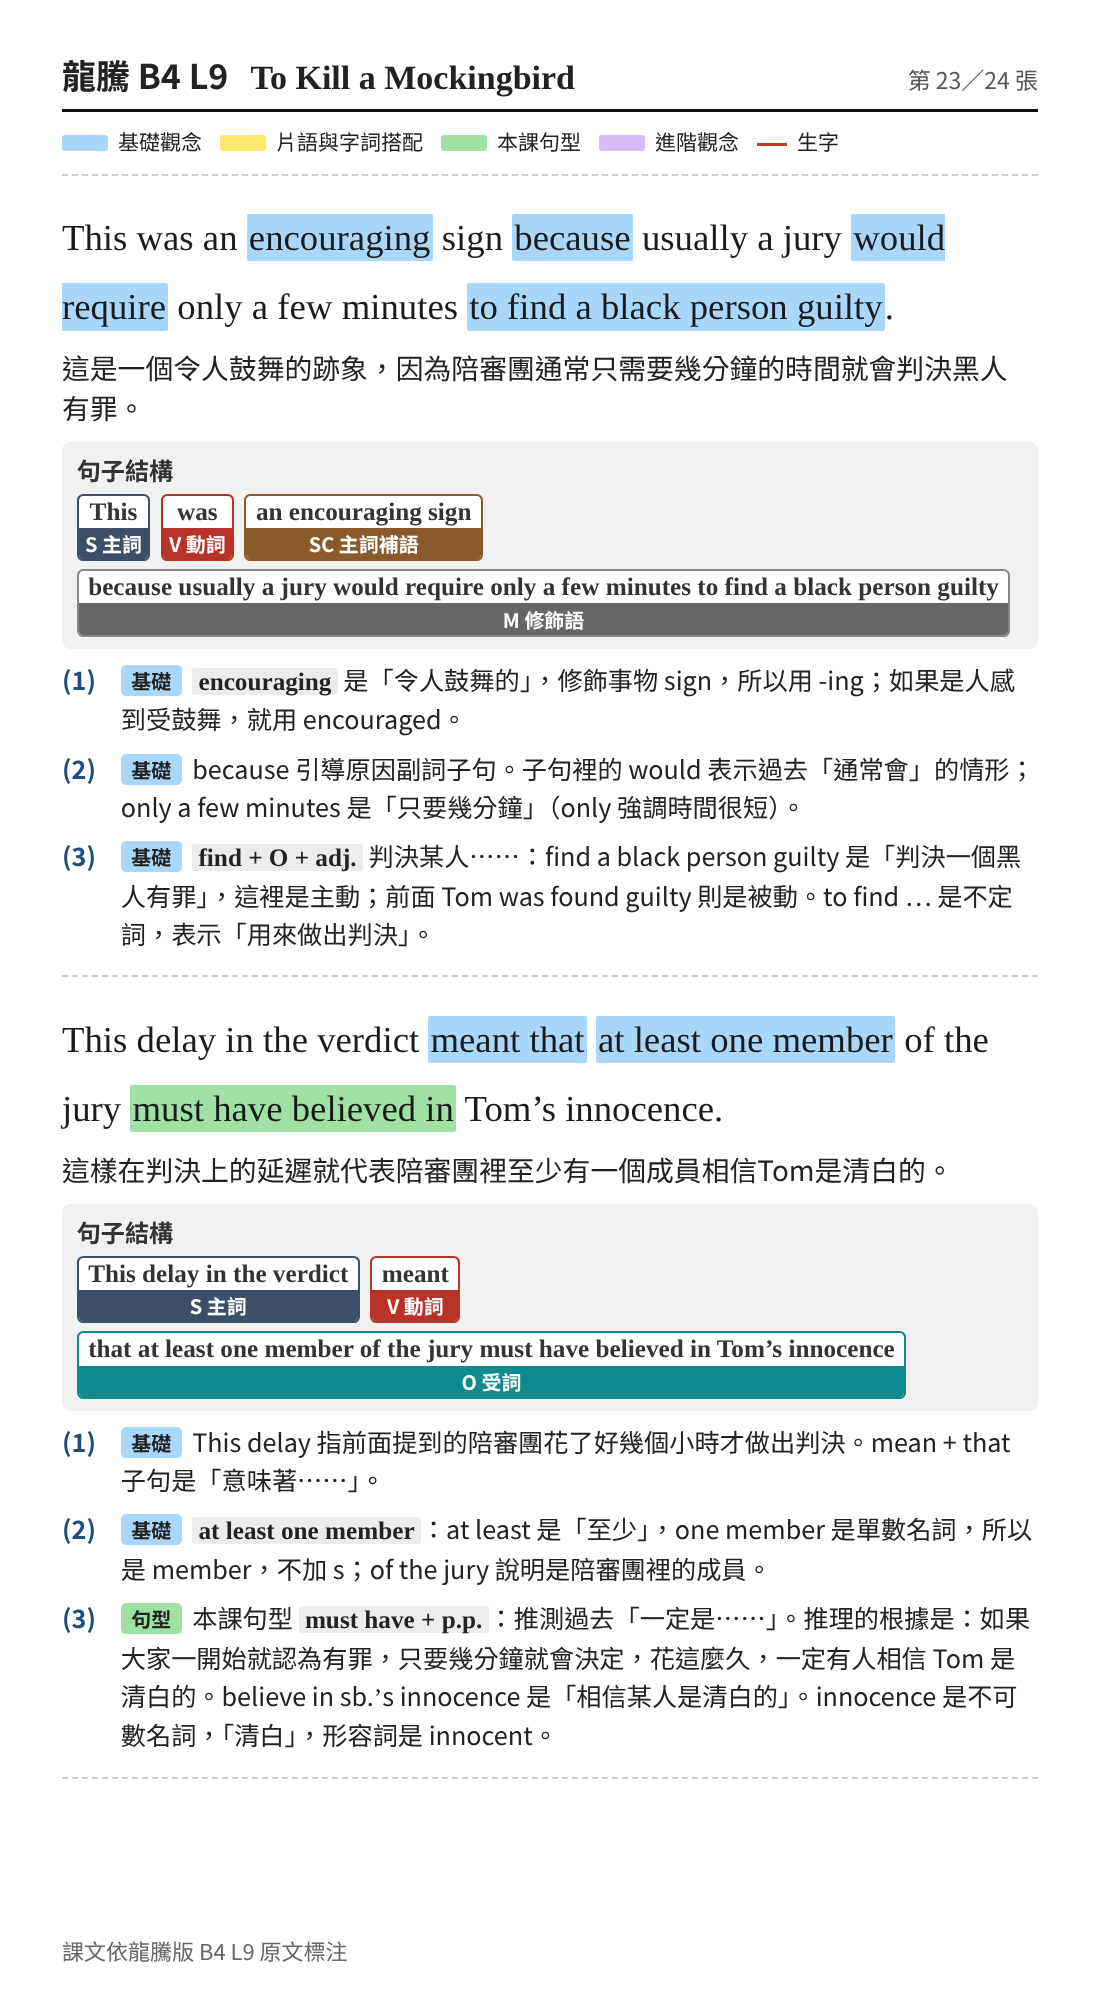 龍騰 B4 L9 To Kill a Mockingbird
第 23／24 張
基礎觀念 片語與字詞搭配 本課句型 進階觀念 生字
This was an encouraging sign because usually a jury would
require only a few minutes to find a black person guilty.
這是一個令人鼓舞的跡象，因為陪審團通常只需要幾分鐘的時間就會判決黑人
有罪。
句子結構
This was an encouraging sign
S 主詞 V 動詞 SC 主詞補語
because usually a jury would require only a few minutes to find a black person guilty
M 修飾語
(1) 基礎 encouraging 是「令人鼓舞的」，修飾事物 sign，所以用 -ing；如果是人感
到受鼓舞，就用 encouraged。
(2) 基礎 because 引導原因副詞子句。子句裡的 would 表示過去「通常會」的情形；
only a few minutes 是「只要幾分鐘」（only 強調時間很短）。
(3) 基礎 find + O + adj. 判決某人……：find a black person guilty 是「判決一個黑
人有罪」，這裡是主動；前面 Tom was found guilty 則是被動。to find … 是不定
詞，表示「用來做出判決」。
This delay in the verdict meant that at least one member of the
jury must have believed in Tom’s innocence.
這樣在判決上的延遲就代表陪審團裡至少有一個成員相信Tom是清白的。
句子結構
This delay in the verdict meant
S 主詞 V 動詞
that at least one member of the jury must have believed in Tom’s innocence
O 受詞
(1) 基礎 This delay 指前面提到的陪審團花了好幾個小時才做出判決。mean + that
子句是「意味著……」。
(2) 基礎 at least one member：at least 是「至少」，one member 是單數名詞，所以
是 member，不加 s；of the jury 說明是陪審團裡的成員。
(3) 句型 本課句型 must have + p.p.：推測過去「一定是……」。推理的根據是：如果
大家一開始就認為有罪，只要幾分鐘就會決定，花這麼久，一定有人相信 Tom 是
清白的。believe in sb.’s innocence 是「相信某人是清白的」。innocence 是不可
數名詞，「清白」，形容詞是 innocent。
課文依龍騰版 B4 L9 原文標注